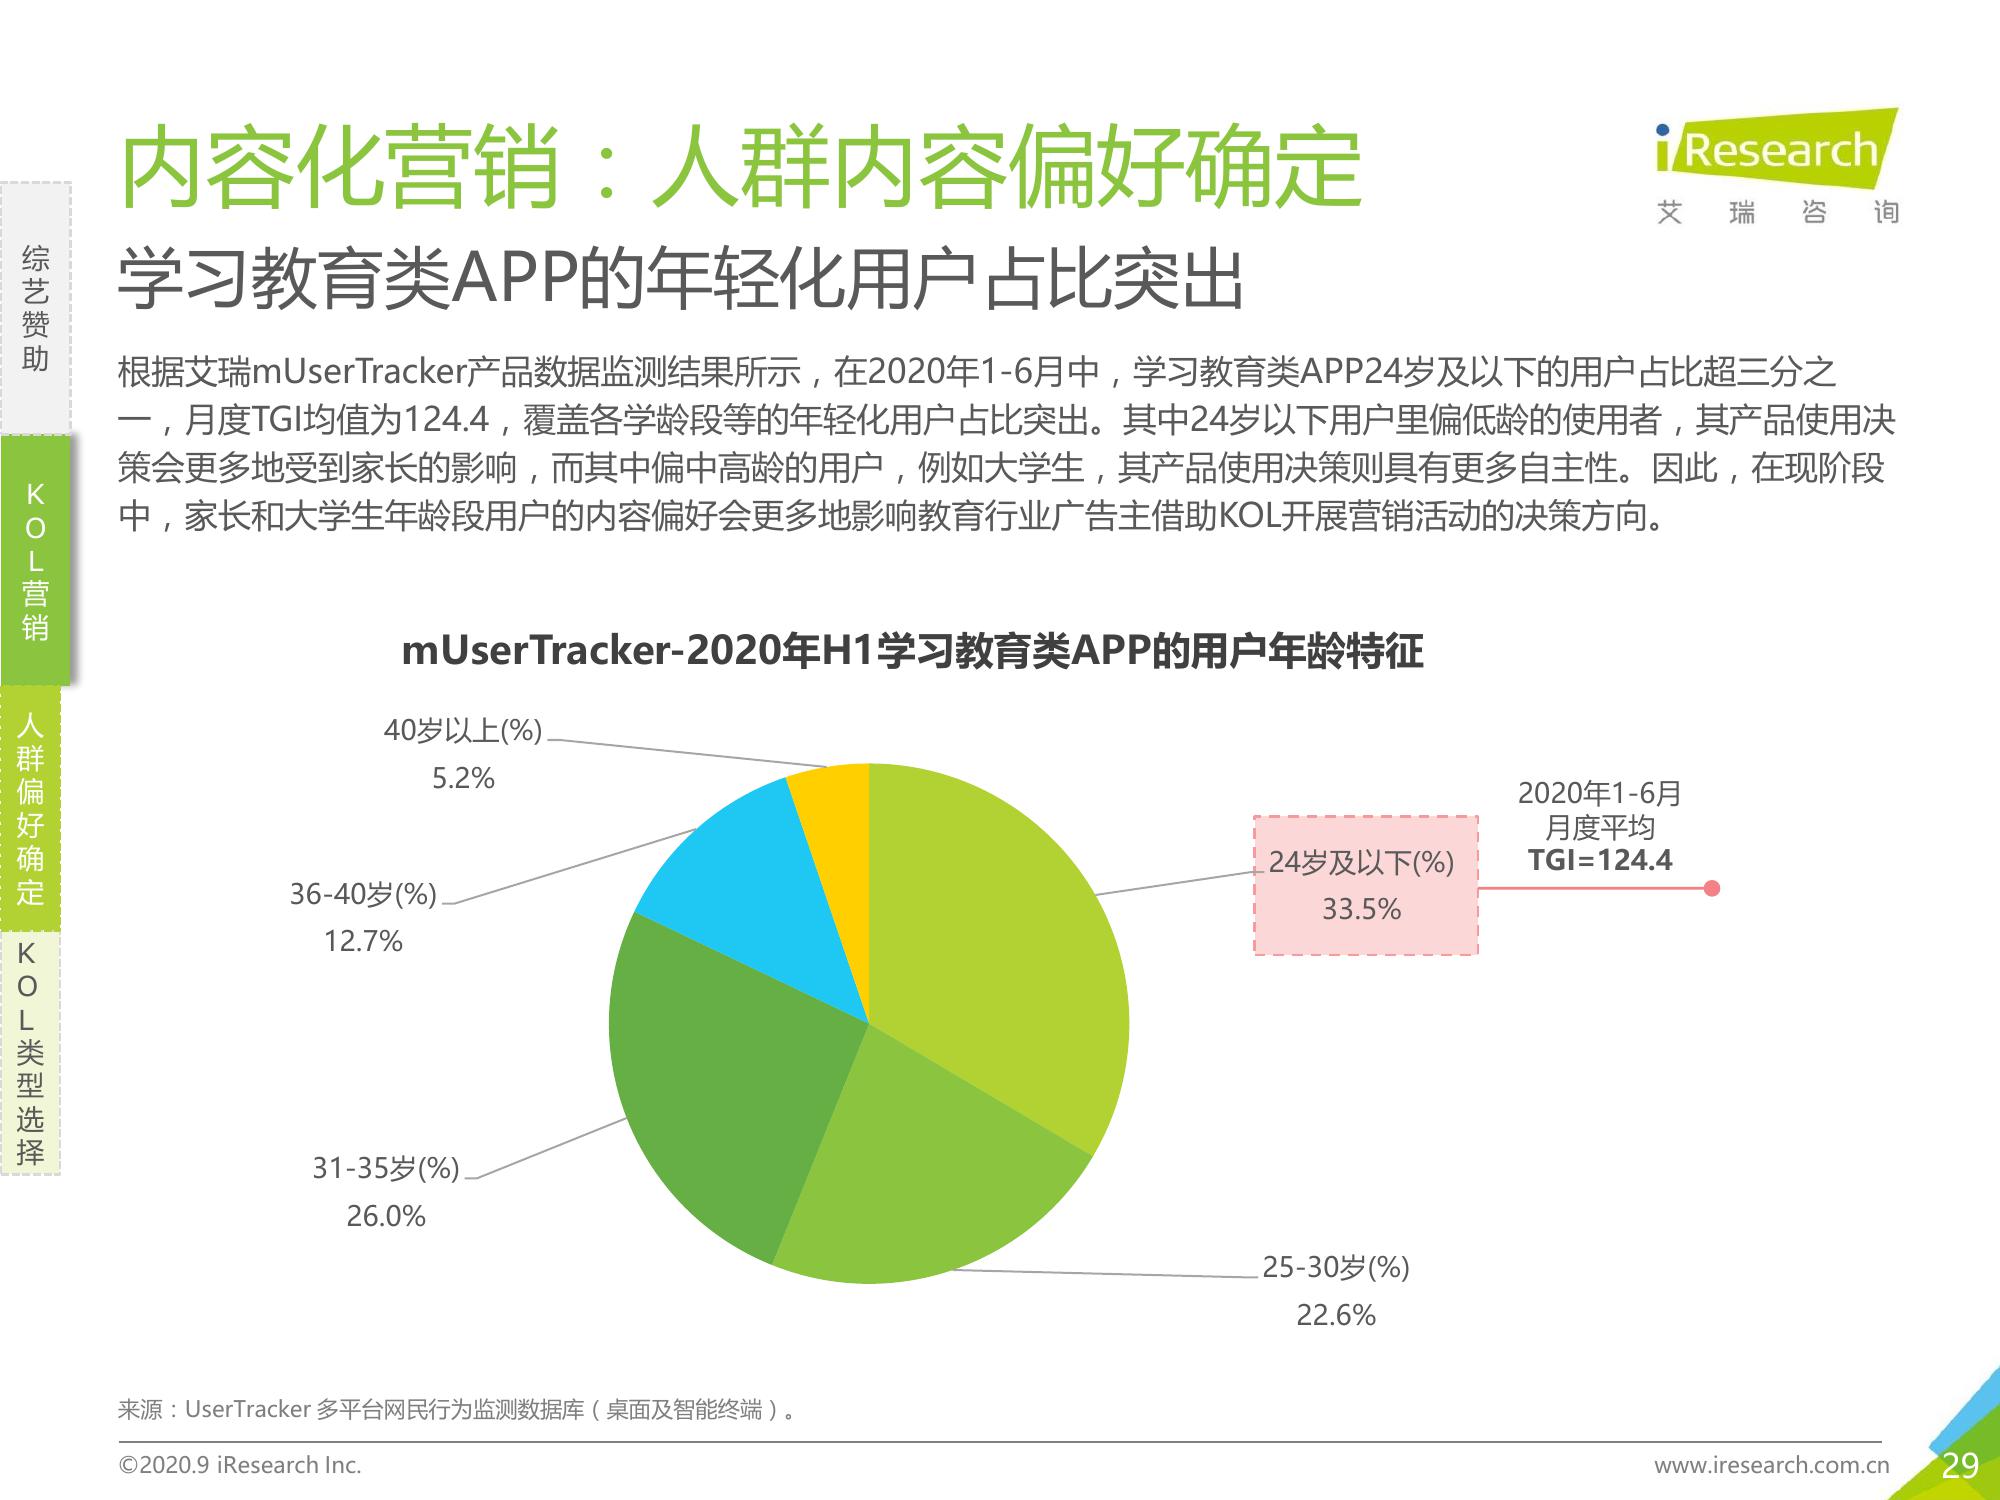 内容化营销：人群内容偏好确定
iResearch
艾瑞咨询
学习教育类APP的年轻化用户占比突出
综艺赞助
KOL营销
人群偏好确定
KOL类型选择
根据艾瑞mUserTracker产品数据监测结果所示，在2020年1-6月中，学习教育类APP24岁及以下的用户占比超三分之
一，月度TGI均值为124.4，覆盖各学龄段等的年轻化用户占比突出。其中24岁以下用户里偏低龄的使用者，其产品使用决
策会更多地受到家长的影响，而其中偏中高龄的用户，例如大学生，其产品使用决策则具有更多自主性。因此，在现阶段
中，家长和大学生年龄段用户的内容偏好会更多地影响教育行业广告主借助KOL开展营销活动的决策方向。
mUserTracker-2020年H1学习教育类APP的用户年龄特征
40岁以上(%)
5.2%
36-40岁(%)
12.7%
31-35岁(%)
26.0%
24岁及以下(%)
33.5%
2020年1-6月
月度平均
TGI=124.4
25-30岁(%)
22.6%
来源：UserTracker 多平台网民行为监测数据库（桌面及智能终端）。
©2020.9 iResearch Inc.
www.iresearch.com.cn
29